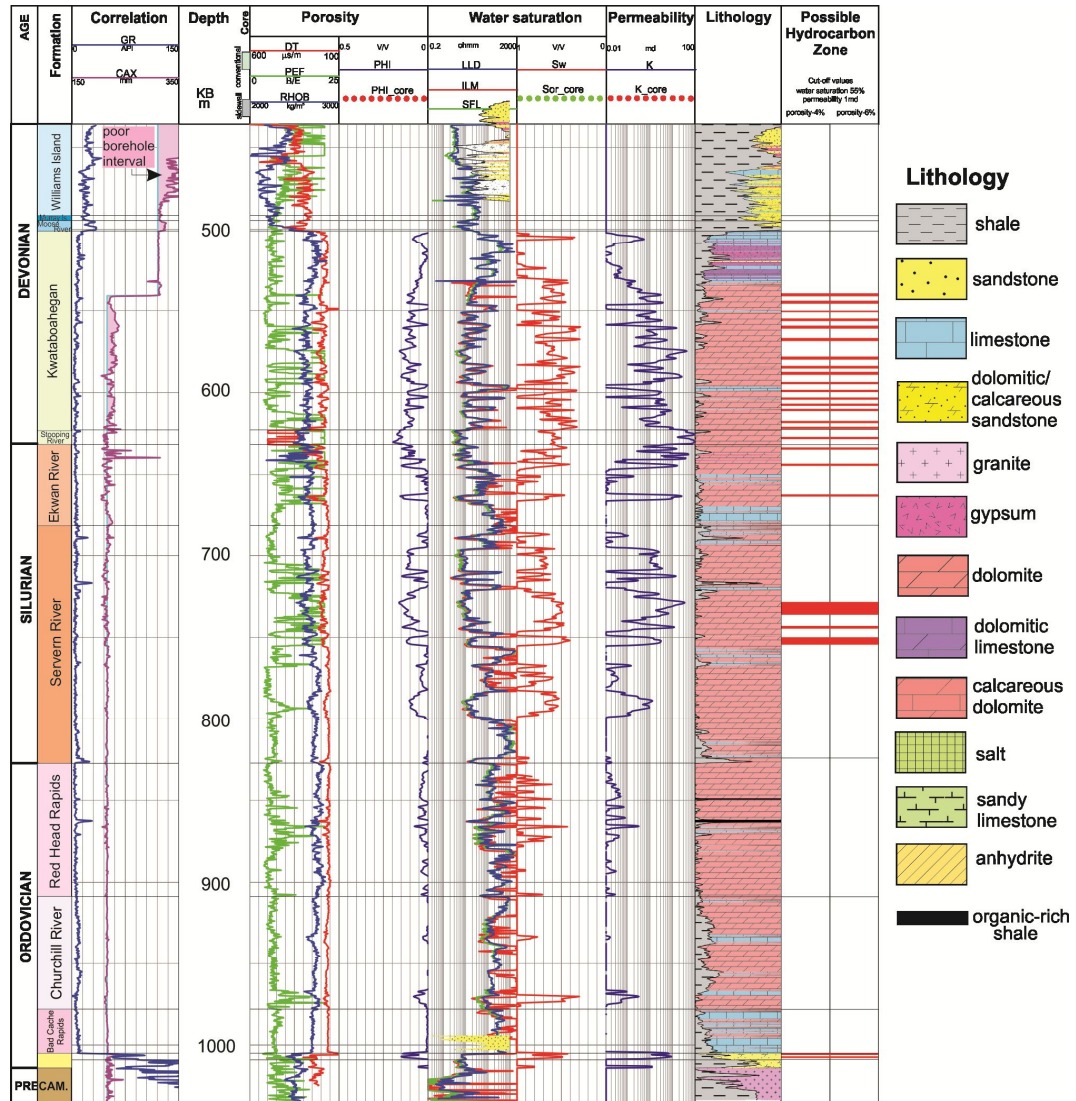 AGE
Formation
Correlation
GR
0 API 150
CAX
150 mm 350
Depth
KB
m
Core
conventional
sidewall
Porosity
DT
600 µs/m 100
PEF
0 B/E 25
RHOB
2000 kg/m³ 3000
0.5 V/V 0
PHI
PHI_core
Water saturation
0.2 ohmm 2000
LLD
ILM
SFL
1 V/V 0
Sw
Sor_core
Permeability
0.01 md 100
K
K_core
Lithology
Possible
Hydrocarbon
Zone
Cut-off values
water saturation 55%
permeability 1md
porosity-4% porosity-6%
DEVONIAN
SILURIAN
ORDOVICIAN
PRECAM.
Williams Island
Moose
River
Kwataboahegan
Stooping
River
Ekwan River
Servern River
Red Head Rapids
Churchill River
Bad Cache
Rapids
poor
borehole
interval
500
600
700
800
900
1000
Lithology
shale
sandstone
limestone
dolomitic/
calcareous
sandstone
granite
gypsum
dolomite
dolomitic
limestone
calcareous
dolomite
salt
sandy
limestone
anhydrite
organic-rich
shale